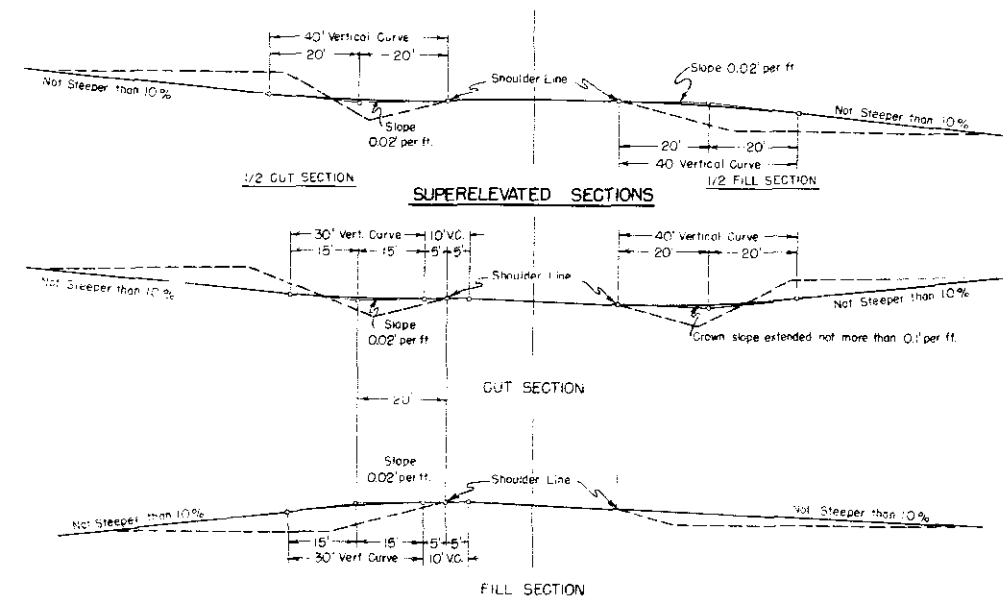 40' Vertical Curve
20' 20'
Not Steeper than 10%
Shoulder Line
Slope 0.02' per ft
Slope
0.02' per ft.
Not Steeper than 10%
20' 20'
40 Vertical Curve
1/2 CUT SECTION
1/2 FILL SECTION
SUPERELEVATED SECTIONS
30' Vert. Curve 10' V.C.
15' 15' 5' 5'
40' Vertical Curve
20' 20'
Not Steeper than 10%
Shoulder Line
Not Steeper than 10%
Slope
0.02' per ft.
Crown slope extended not more than 0.1' per ft.
CUT SECTION
20'
Slope
0.02' per ft.
Shoulder Line
Not Steeper than 10%
Not Steeper than 10%
15' 15' 5' 5'
30' Vert Curve 10' V.C.
FILL SECTION